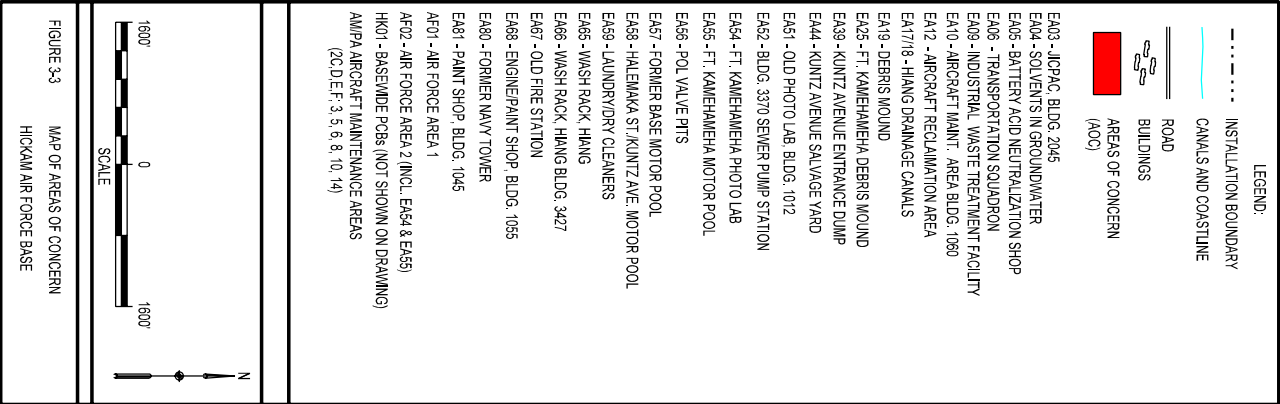 LEGEND:
INSTALLATION BOUNDARY
CANALS AND COASTLINE
ROAD
BUILDINGS
AREAS OF CONCERN
(AOC)
EA03 - JICPAC, BLDG. 2045
EA04 - SOLVENTS IN GROUNDWATER
EA05 - BATTERY ACID NEUTRALIZATION SHOP
EA06 - TRANSPORTATION SQUADRON
EA09 - INDUSTRIAL WASTE TREATMENT FACILITY
EA10 - AIRCRAFT MAINT. AREA BLDG. 1060
EA12 - AIRCRAFT RECLAIMATION AREA
EA17/18 - HIANG DRAINAGE CANALS
EA19 - DEBRIS MOUND
EA25 - FT. KAMEHAMEHA DEBRIS MOUND
EA39 - KUNTZ AVENUE ENTRANCE DUMP
EA44 - KUNTZ AVENUE SALVAGE YARD
EA51 - OLD PHOTO LAB, BLDG. 1012
EA52 - BLDG. 3370 SEWER PUMP STATION
EA54 - FT. KAMEHAMEHA PHOTO LAB
EA55 - FT. KAMEHAMEHA MOTOR POOL
EA56 - POL VALVE PITS
EA57 - FORMER BASE MOTOR POOL
EA58 - HALEMAKA ST./KUNTZ AVE. MOTOR POOL
EA59 - LAUNDRY/DRY CLEANERS
EA65 - WASH RACK, HIANG
EA66 - WASH RACK, HIANG BLDG. 3427
EA67 - OLD FIRE STATION
EA68 - ENGINE/PAINT SHOP, BLDG. 1055
EA80 - FORMER NAVY TOWER
EA81 - PAINT SHOP, BLDG. 1045
AF01 - AIR FORCE AREA 1
AF02 - AIR FORCE AREA 2 (INCL. EA54 & EA55)
HK01 - BASEWIDE PCBs (NOT SHOWN ON DRAWING)
AM/PA AIRCRAFT MAINTENANCE AREAS
(2C,D,E,F; 3, 5, 6, 8, 10, 14)
N
1600' 0 1600'
SCALE
FIGURE 3-3 MAP OF AREAS OF CONCERN
HICKAM AIR FORCE BASE